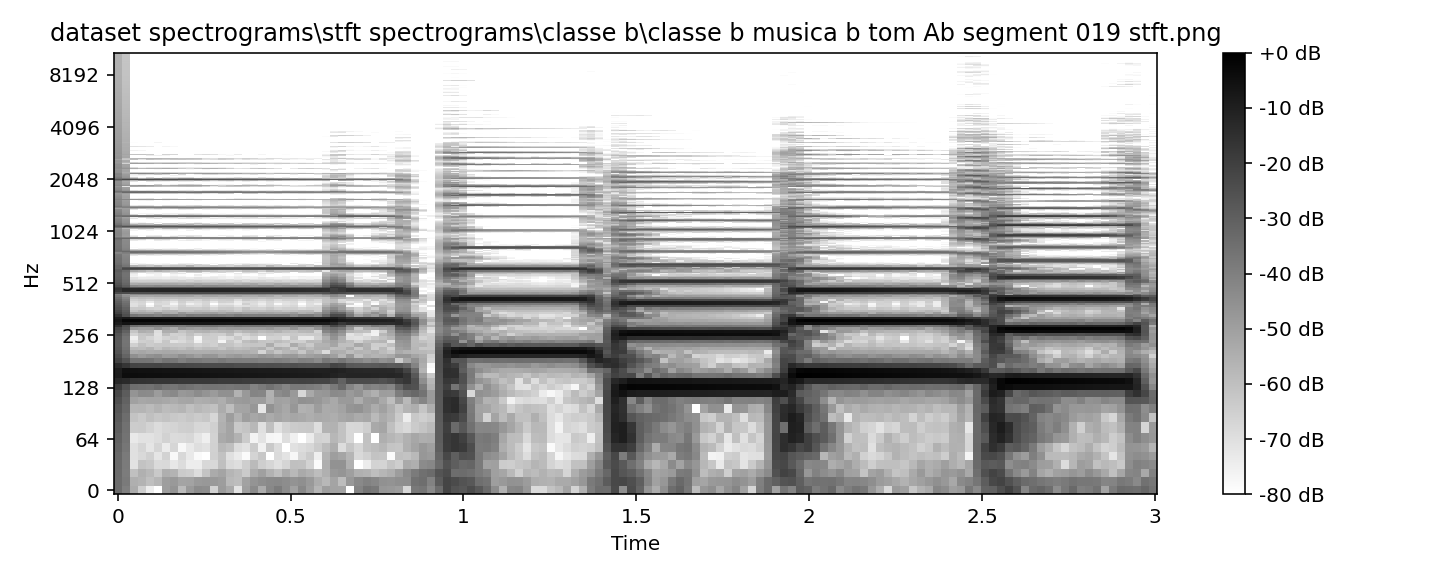 dataset spectrograms\stft spectrograms\classe b\classe b musica b tom Ab segment 019 stft.png
+0 dB
-10 dB
-20 dB
-30 dB
-40 dB
-50 dB
-60 dB
-70 dB
-80 dB
8192
4096
2048
1024
512
256
128
64
0
Hz
0
0.5
1
1.5
2
2.5
3
Time